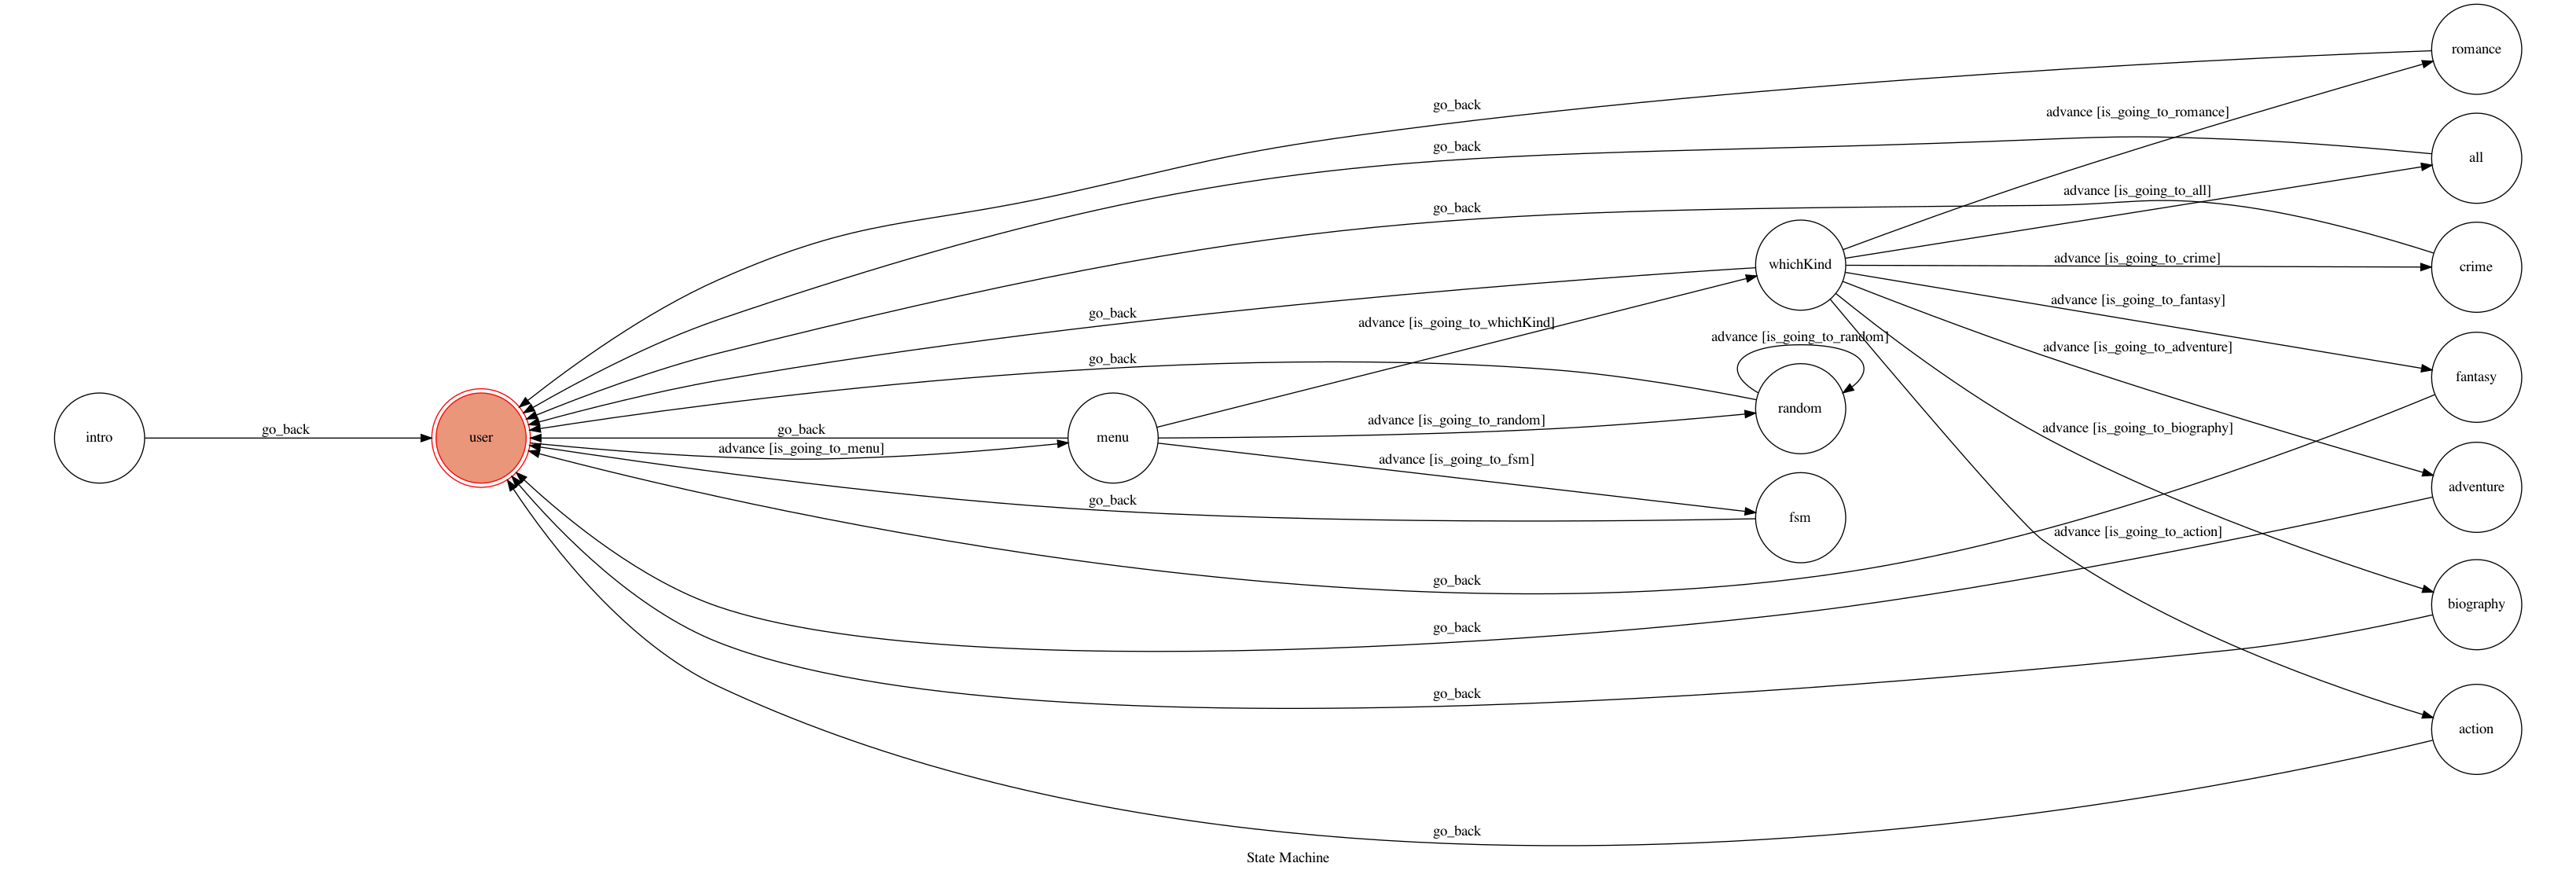 romance
go_back
advance [is_going_to_romance]
go_back
all
advance [is_going_to_all]
go_back
crime
advance [is_going_to_crime]
whichKind
advance [is_going_to_fantasy]
go_back
advance [is_going_to_whichKind]
advance [is_going_to_random]
advance [is_going_to_adventure]
go_back
fantasy
random
advance [is_going_to_random]
advance [is_going_to_biography]
intro
go_back
user
go_back
advance [is_going_to_menu]
menu
advance [is_going_to_fsm]
adventure
go_back
fsm
advance [is_going_to_action]
go_back
biography
go_back
go_back
action
go_back
State Machine